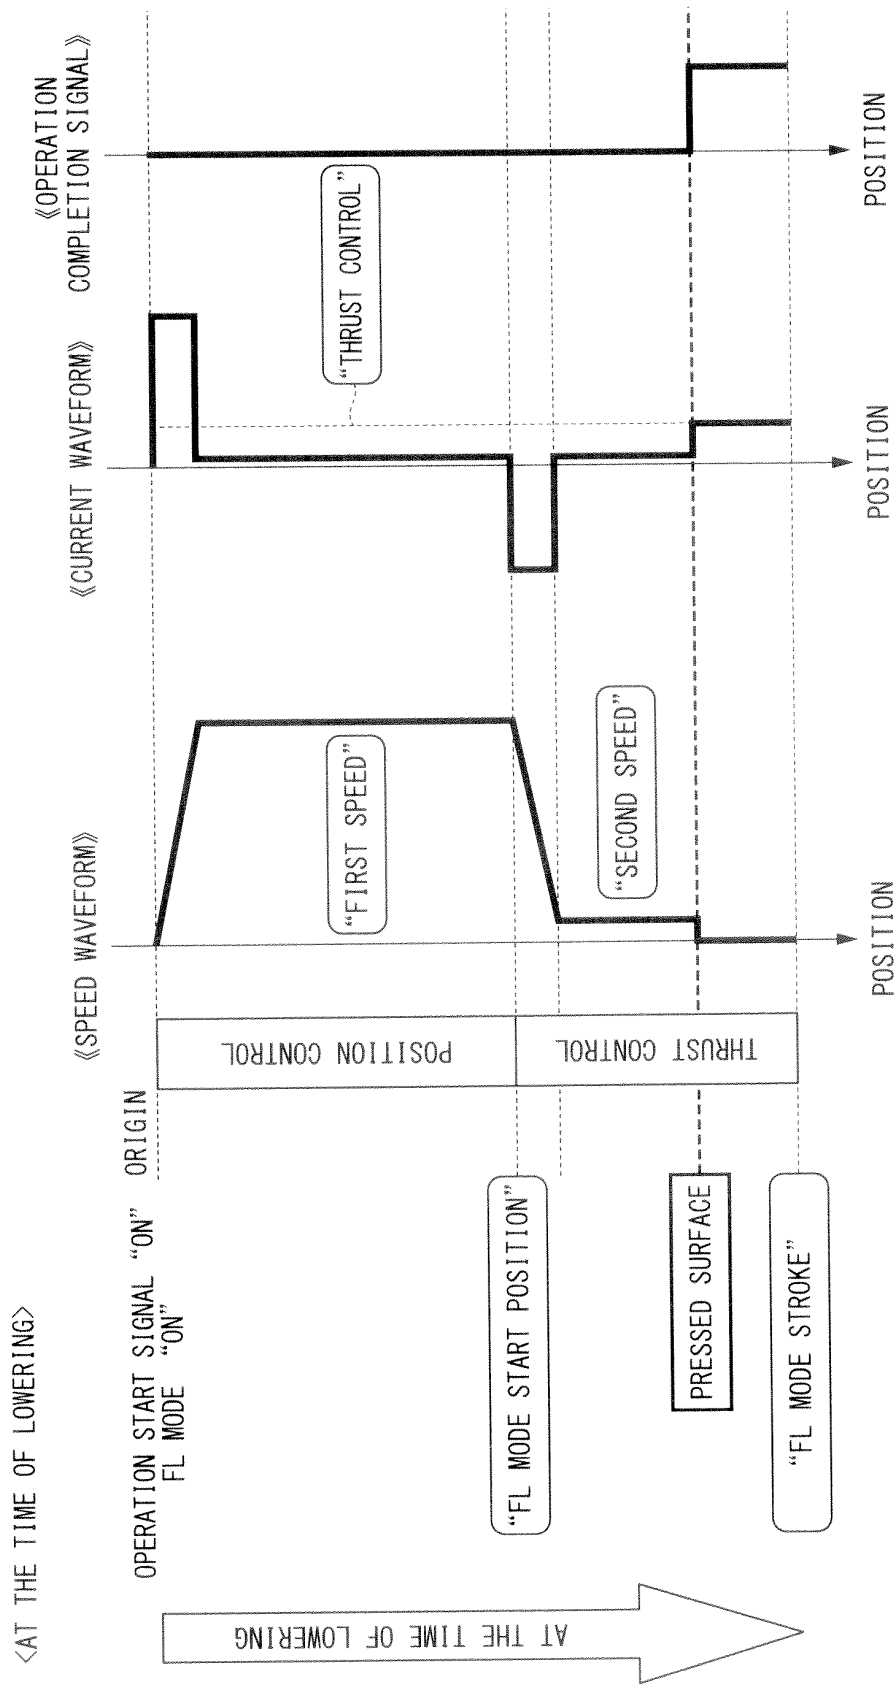 <AT THE TIME OF LOWERING>
OPERATION START SIGNAL “ON”
FL MODE “ON”
ORIGIN
“FL MODE START POSITION”
PRESSED SURFACE
“FL MODE STROKE”
AT THE TIME OF LOWERING
POSITION CONTROL
THRUST CONTROL
《SPEED WAVEFORM》
“FIRST SPEED”
“SECOND SPEED”
POSITION
《CURRENT WAVEFORM》
“THRUST CONTROL”
POSITION
《OPERATION
COMPLETION SIGNAL》
POSITION